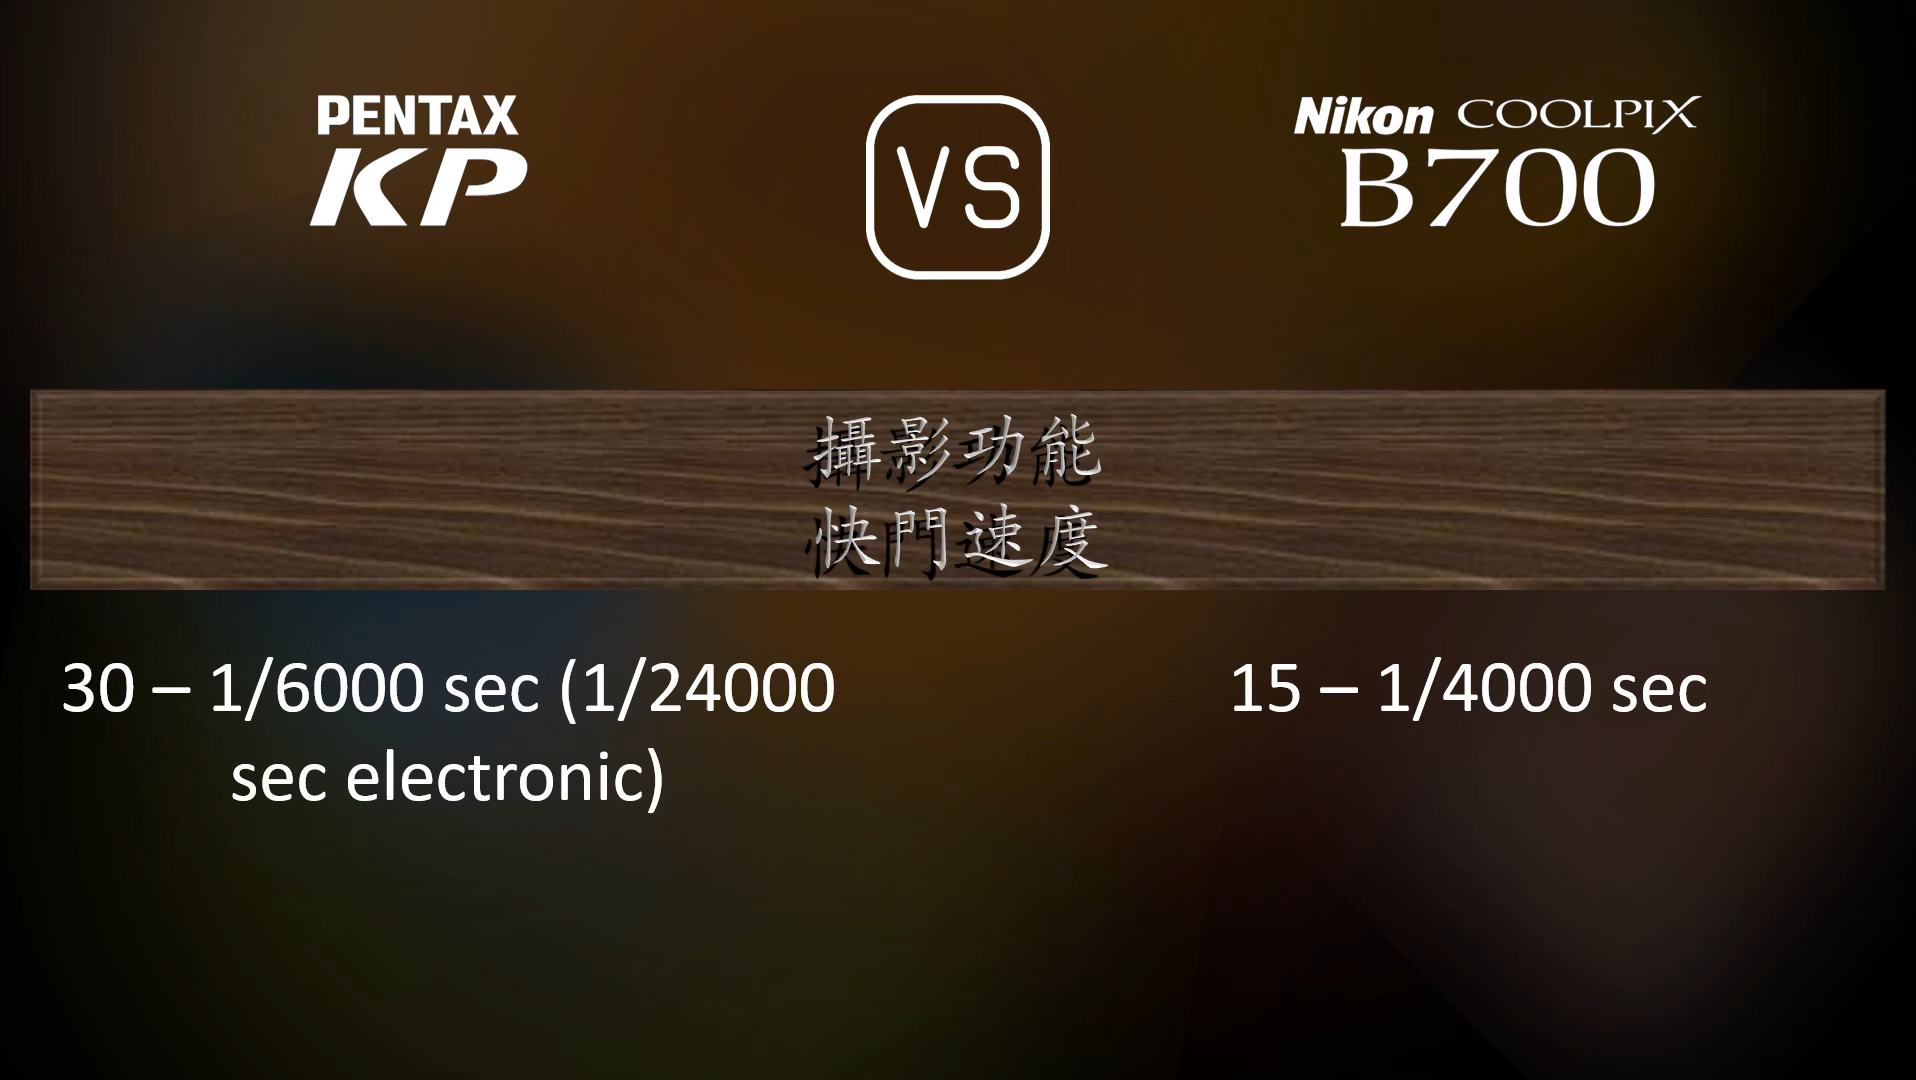 PENTAX
KP
VS
Nikon COOLPIX
B700
攝影功能
快門速度
30 – 1/6000 sec (1/24000
sec electronic)
15 – 1/4000 sec